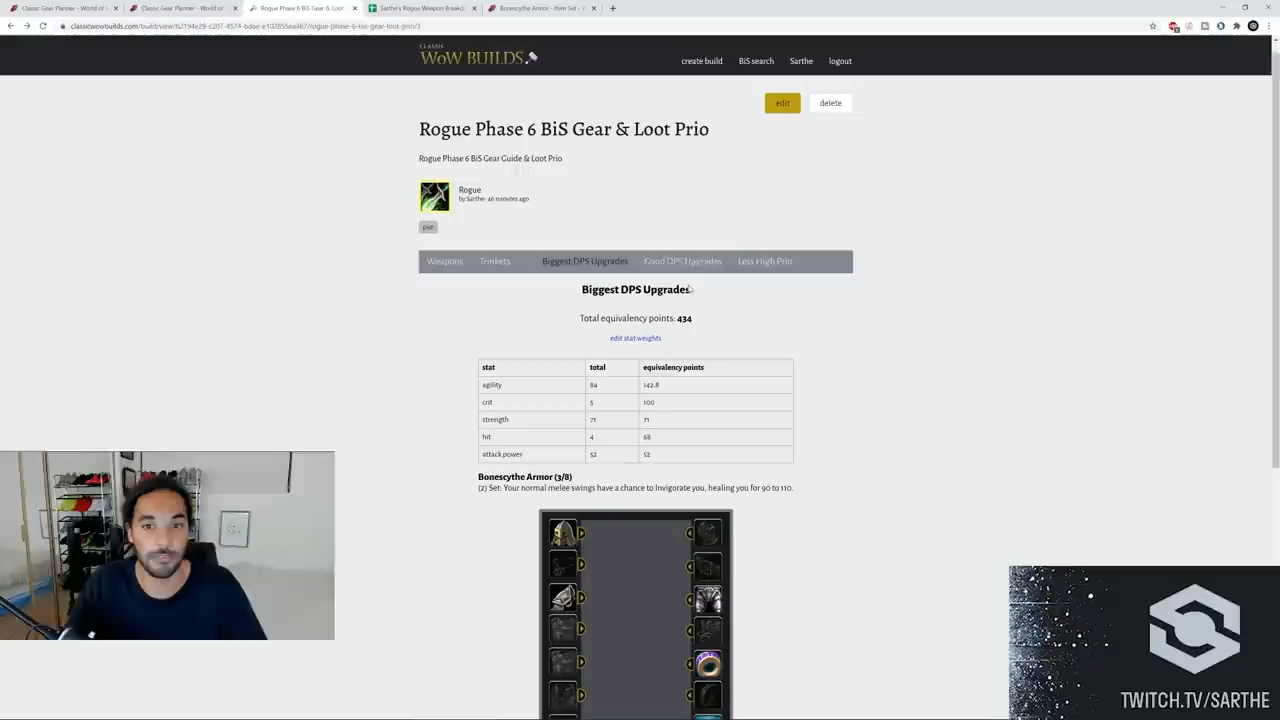 Classic Gear Planner - World of
Classic Gear Planner - World of
Rogue Phase 6 BiS Gear & Loot
Sarthe's Rogue Weapon Breakd
Bonescythe Armor - Item Set -
CLASSIC
WoW BUILDS
create build
BiS search
Sarthe
logout
edit
delete
Rogue Phase 6 BiS Gear & Loot Prio
Rogue Phase 6 BiS Gear Guide & Loot Prio
Rogue
by Sarthe- 46 minutes ago
pve
Weapons
Trinkets
Biggest DPS Upgrades
Good DPS Upgrades
Less High Prio
Biggest DPS Upgrades
Total equivalency points: 434
edit stat weights
stat total equivalency points
agility 84 142.8
crit 5 100
strength 71 71
hit 4 68
attack power 52 52
Bonescythe Armor (3/8)
(2) Set: Your normal melee swings have a chance to Invigorate you, healing you for 90 to 110.
TWITCH.TV/SARTHE